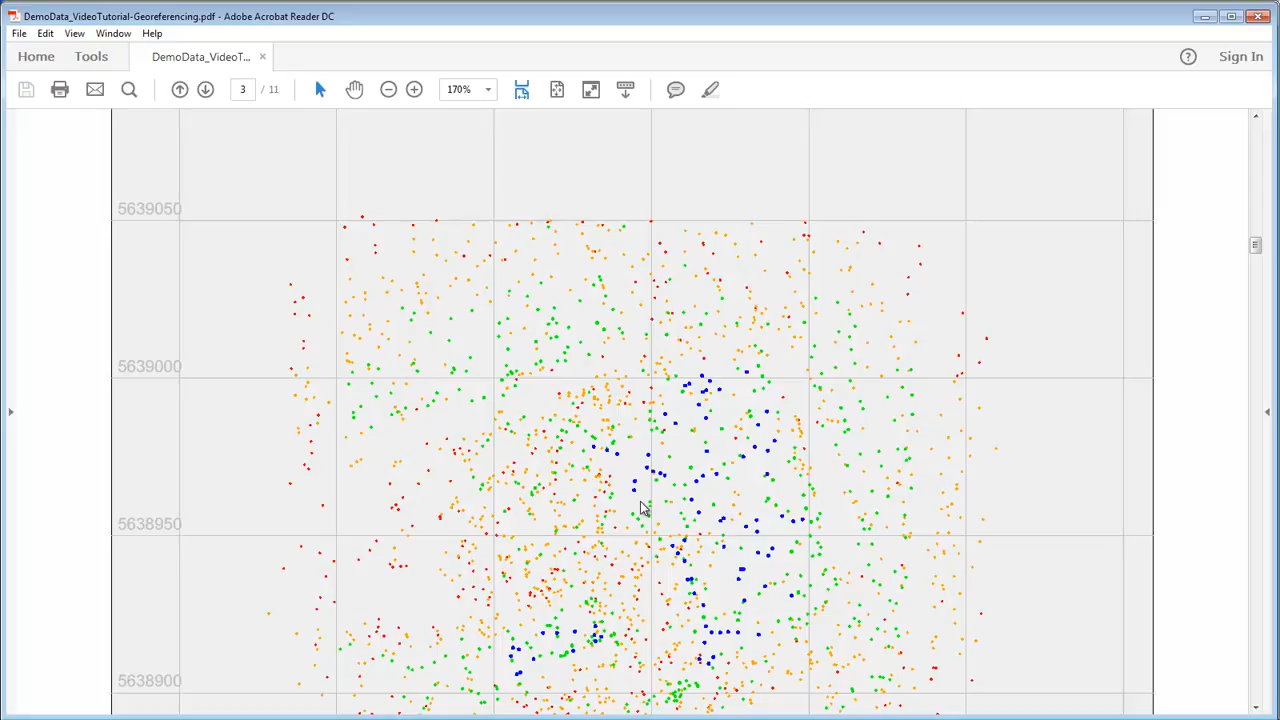 DemoData_VideoTutorial-Georeferencing.pdf - Adobe Acrobat Reader DC
File Edit View Window Help
Home Tools DemoData_VideoT... × Sign In
3 / 11 170%
5639050
5639000
5638950
5638900